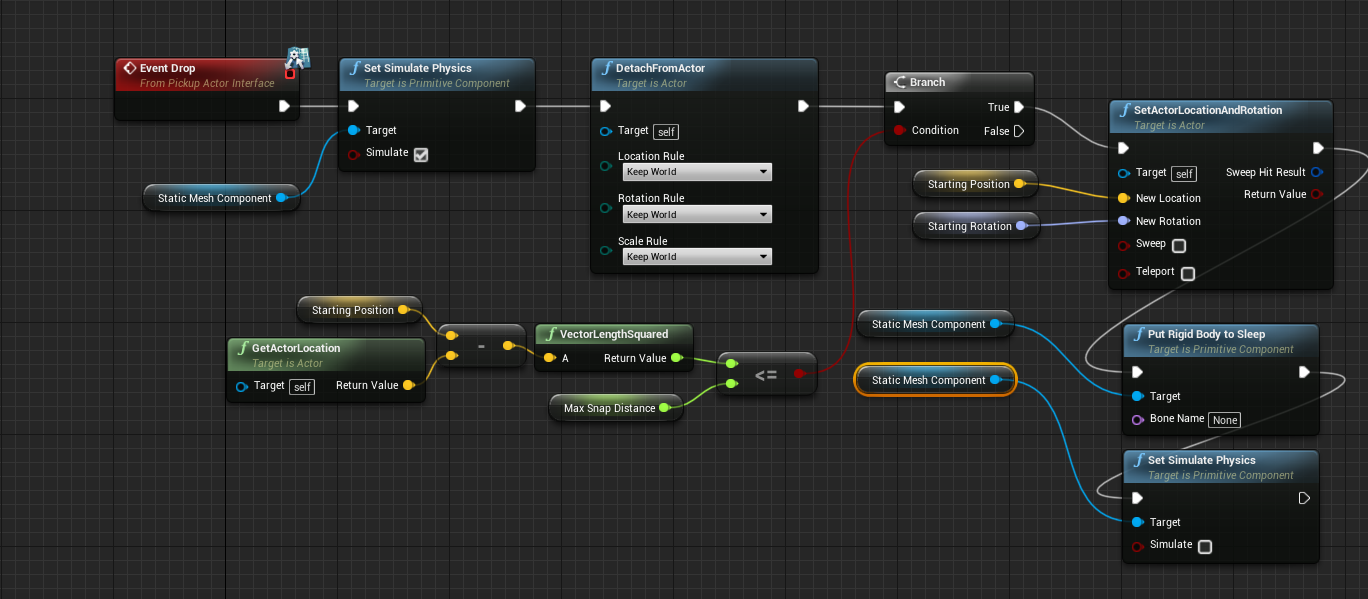 Event Drop
From Pickup Actor Interface
Set Simulate Physics
Target is Primitive Component
Target
Simulate
Static Mesh Component
DetachFromActor
Target is Actor
Target self
Location Rule
Keep World
Rotation Rule
Keep World
Scale Rule
Keep World
Branch
True
Condition
False
Starting Position
Starting Rotation
SetActorLocationAndRotation
Target is Actor
Target self
Sweep Hit Result
New Location
Return Value
New Rotation
Sweep
Teleport
Starting Position
GetActorLocation
Target is Actor
Target self
Return Value
-
VectorLengthSquared
A
Return Value
Max Snap Distance
<=
Static Mesh Component
Static Mesh Component
Put Rigid Body to Sleep
Target is Primitive Component
Target
Bone Name None
Set Simulate Physics
Target is Primitive Component
Target
Simulate